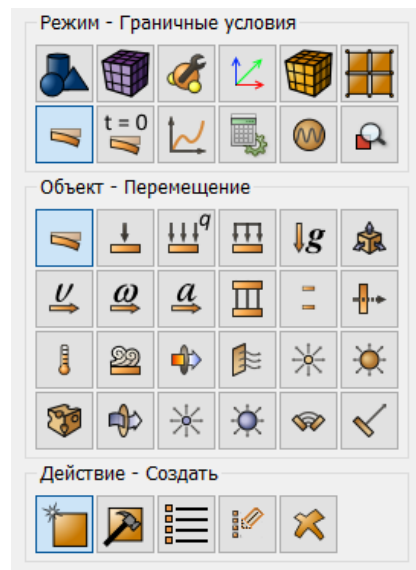 Режим - Граничные условия
t = 0
Объект - Перемещение
q
g
υ ω a
Действие - Создать